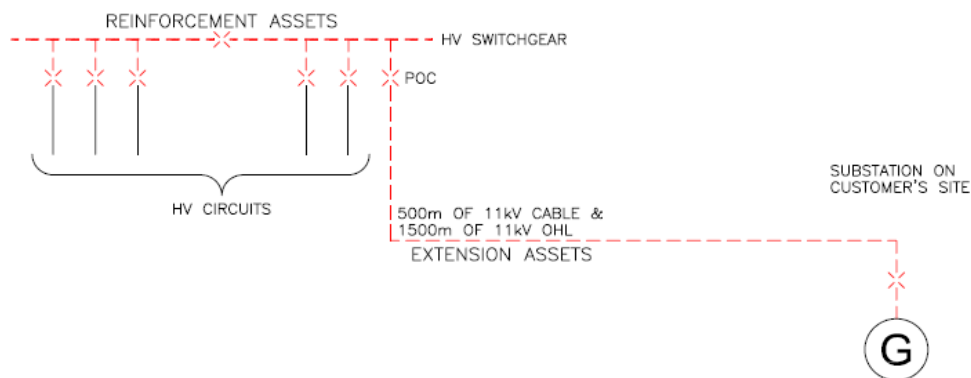 REINFORCEMENT ASSETS
HV SWITCHGEAR
POC
HV CIRCUITS
SUBSTATION ON
CUSTOMER'S SITE
500m OF 11kV CABLE &
1500m OF 11kV OHL
EXTENSION ASSETS
G